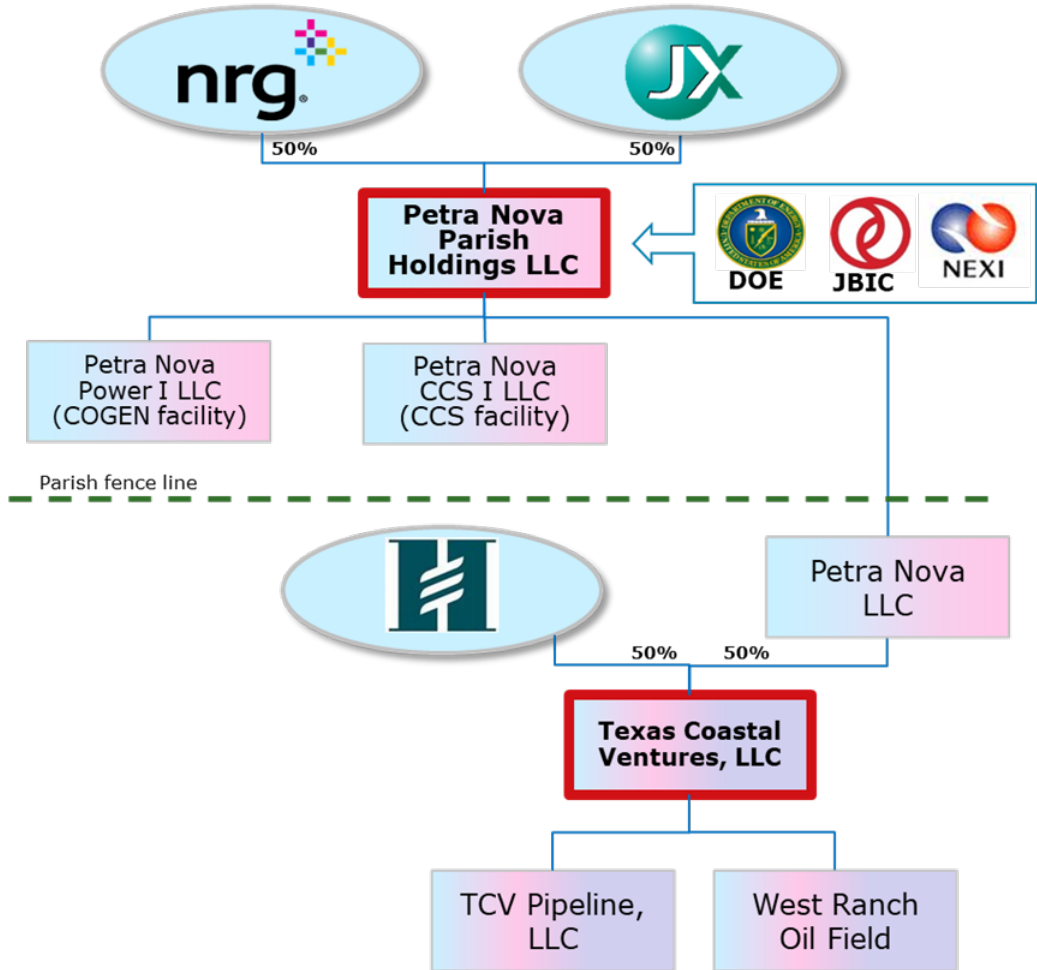 nrg®
JX
50%
50%
Petra Nova
Parish
Holdings LLC
DOE
JBIC
NEXI
Petra Nova
Power I LLC
(COGEN facility)
Petra Nova
CCS I LLC
(CCS facility)
Parish fence line
H
Petra Nova
LLC
50%
50%
Texas Coastal
Ventures, LLC
TCV Pipeline,
LLC
West Ranch
Oil Field